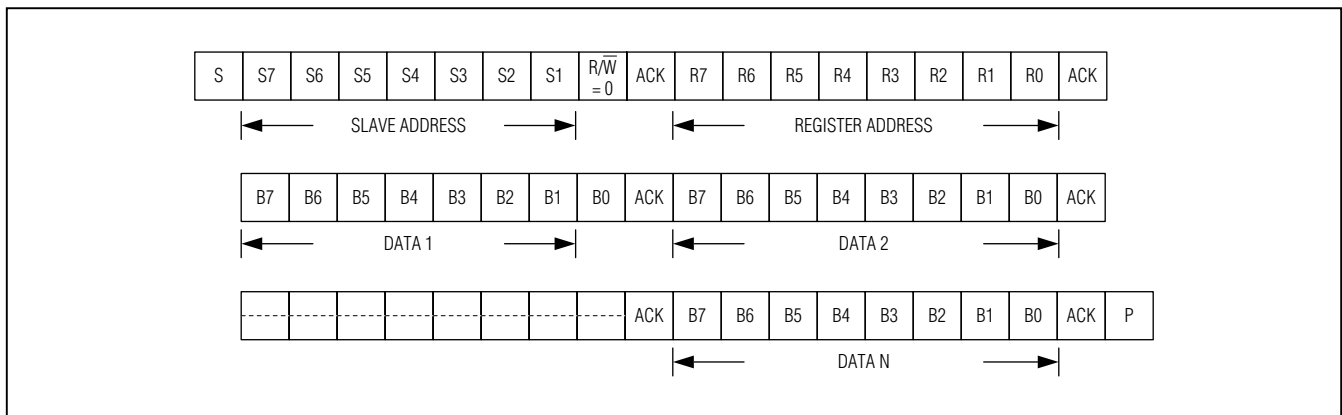 S S7 S6 S5 S4 S3 S2 S1 R/W̅ = 0 ACK R7 R6 R5 R4 R3 R2 R1 R0 ACK
SLAVE ADDRESS REGISTER ADDRESS
B7 B6 B5 B4 B3 B2 B1 B0 ACK B7 B6 B5 B4 B3 B2 B1 B0 ACK
DATA 1 DATA 2
ACK B7 B6 B5 B4 B3 B2 B1 B0 ACK P
DATA N